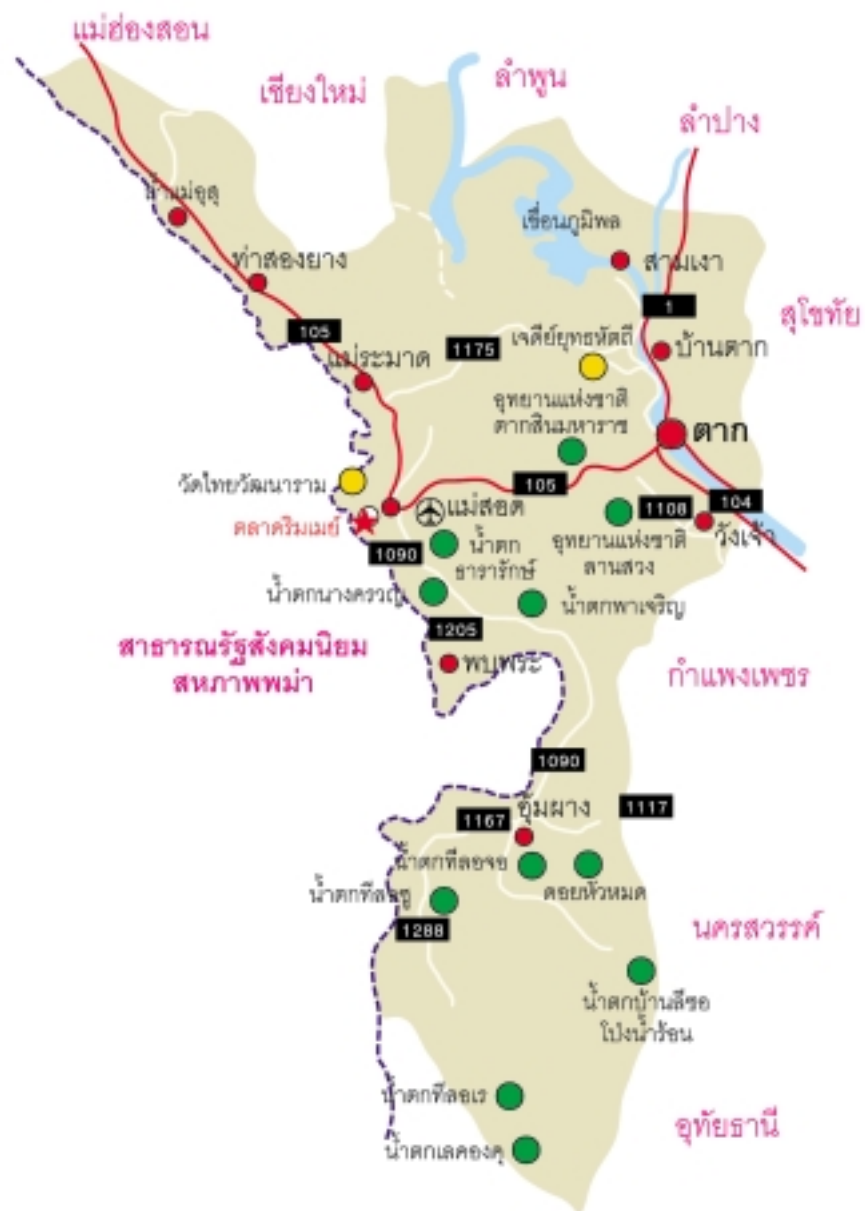 แม่ฮ่องสอน
เชียงใหม่
ลำพูน
ลำปาง
น้ำแม่อุสุ
เขื่อนภูมิพล
ท่าสองยาง
สามเงา
1
สุโขทัย
105
1175
เจดีย์ยุทธหัตถี
บ้านตาก
แม่ระมาด
อุทยานแห่งชาติ
ตากสินมหาราช
ตาก
วัดไทยวัฒนาราม
105
แม่สอด
1108
104
ตลาดริมเมย์
1090
น้ำตก
ธารารักษ์
อุทยานแห่งชาติ
ลานสวง
วังเจ้า
น้ำตกนางครวญ
น้ำตกพาเจริญ
1205
สาธารณรัฐสังคมนิยม
สหภาพพม่า
พบพระ
กำแพงเพชร
1090
1167
อุ้มผาง
1117
น้ำตกทีลอจอ
ดอยหัวหมด
น้ำตกทีลอซู
1288
นครสวรรค์
น้ำตกบ้านลีซอ
โป่งน้ำร้อน
น้ำตกทีลอเร
อุทัยธานี
น้ำตกเลคองคุ